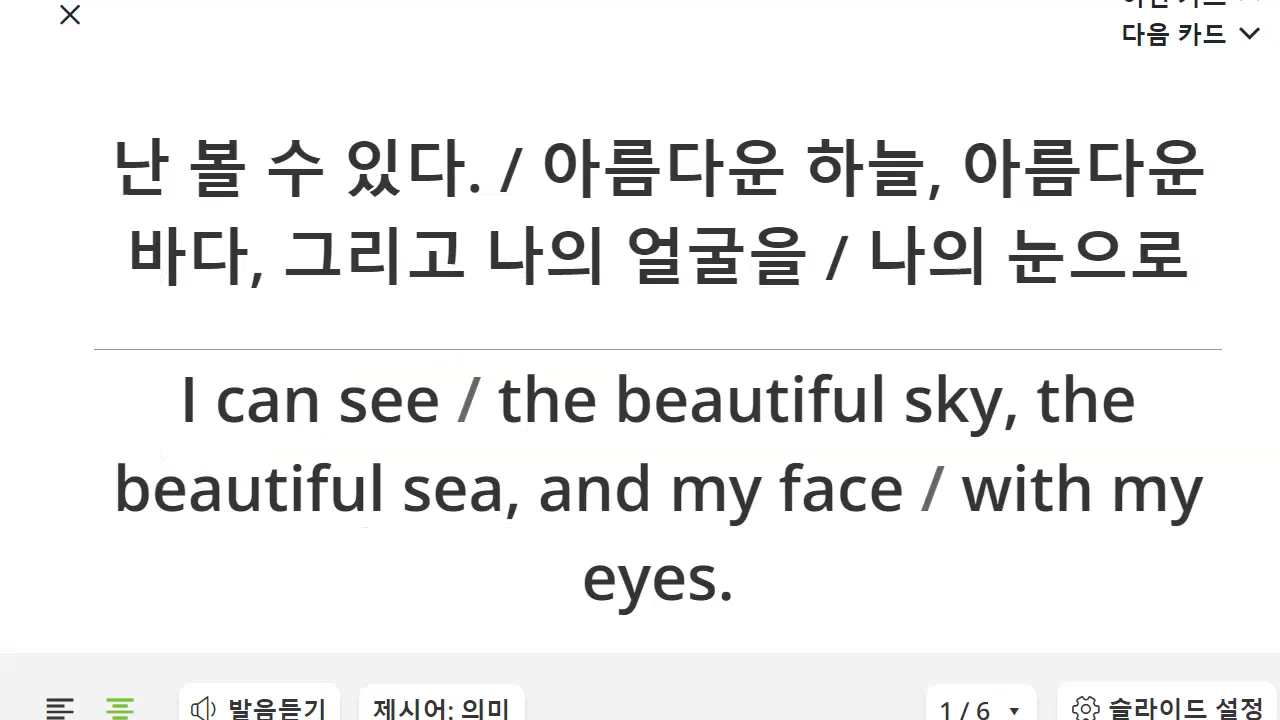 다음 카드
난 볼 수 있다. / 아름다운 하늘, 아름다운
바다, 그리고 나의 얼굴을 / 나의 눈으로
I can see / the beautiful sky, the
beautiful sea, and my face / with my
eyes.
발음듣기 제시어: 의미 1 / 6 슬라이드 설정